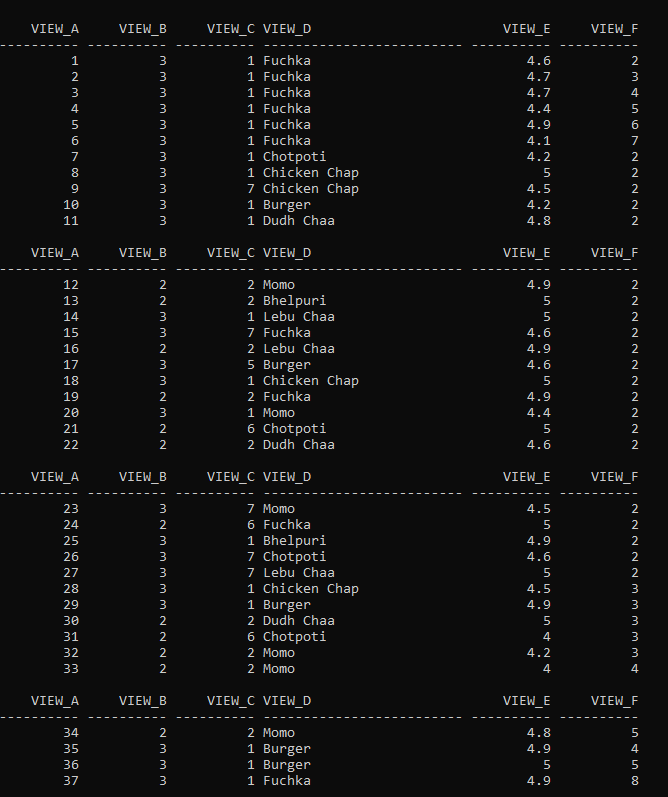 VIEW_A VIEW_B VIEW_C VIEW_D VIEW_E VIEW_F
---------- ---------- ---------- ------------------------- ---------- ----------
1 3 1 Fuchka 4.6 2
2 3 1 Fuchka 4.7 3
3 3 1 Fuchka 4.7 4
4 3 1 Fuchka 4.4 5
5 3 1 Fuchka 4.9 6
6 3 1 Fuchka 4.1 7
7 3 1 Chotpoti 4.2 2
8 3 1 Chicken Chap 5 2
9 3 7 Chicken Chap 4.5 2
10 3 1 Burger 4.2 2
11 3 1 Dudh Chaa 4.8 2
VIEW_A VIEW_B VIEW_C VIEW_D VIEW_E VIEW_F
---------- ---------- ---------- ------------------------- ---------- ----------
12 2 2 Momo 4.9 2
13 2 2 Bhelpuri 5 2
14 3 1 Lebu Chaa 5 2
15 3 7 Fuchka 4.6 2
16 2 2 Lebu Chaa 4.9 2
17 3 5 Burger 4.6 2
18 3 1 Chicken Chap 5 2
19 2 2 Fuchka 4.9 2
20 3 1 Momo 4.4 2
21 2 6 Chotpoti 5 2
22 2 2 Dudh Chaa 4.6 2
VIEW_A VIEW_B VIEW_C VIEW_D VIEW_E VIEW_F
---------- ---------- ---------- ------------------------- ---------- ----------
23 3 7 Momo 4.5 2
24 2 6 Fuchka 5 2
25 3 1 Bhelpuri 4.9 2
26 3 7 Chotpoti 4.6 2
27 3 7 Lebu Chaa 5 2
28 3 1 Chicken Chap 4.5 3
29 3 1 Burger 4.9 3
30 2 2 Dudh Chaa 5 3
31 2 6 Chotpoti 4 3
32 2 2 Momo 4.2 3
33 2 2 Momo 4 4
VIEW_A VIEW_B VIEW_C VIEW_D VIEW_E VIEW_F
---------- ---------- ---------- ------------------------- ---------- ----------
34 2 2 Momo 4.8 5
35 3 1 Burger 4.9 4
36 3 1 Burger 5 5
37 3 1 Fuchka 4.9 8